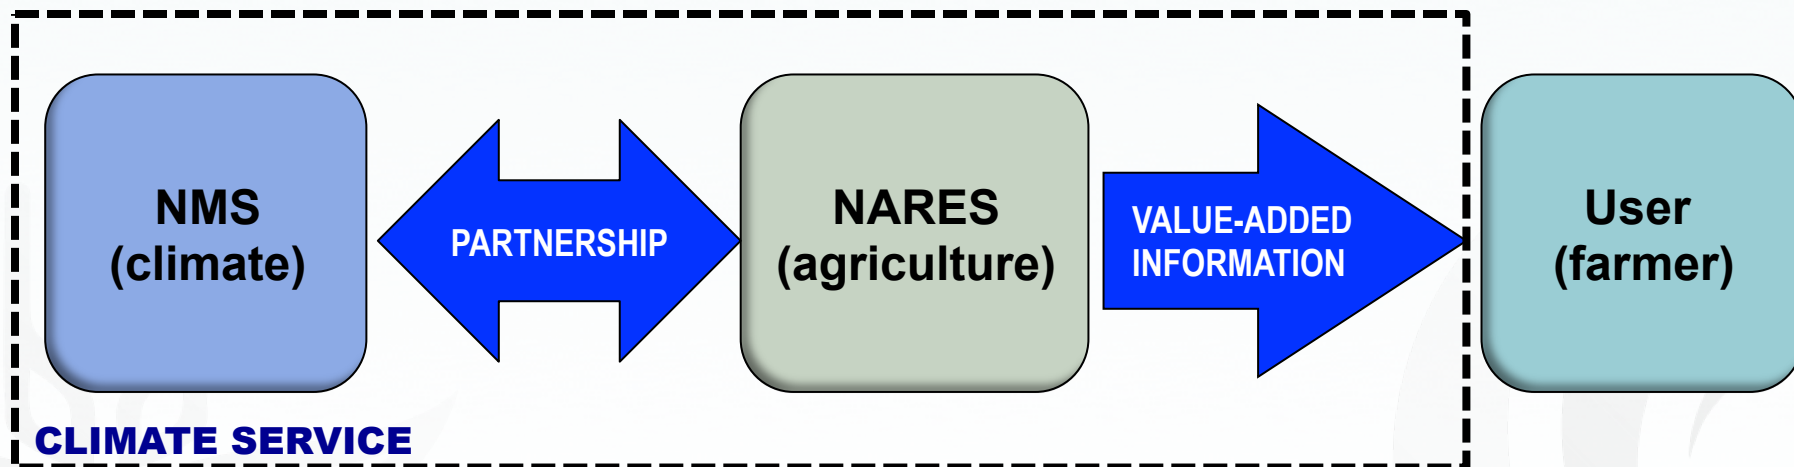 NMS
(climate)
PARTNERSHIP
NARES
(agriculture)
VALUE-ADDED
INFORMATION
User
(farmer)
CLIMATE SERVICE